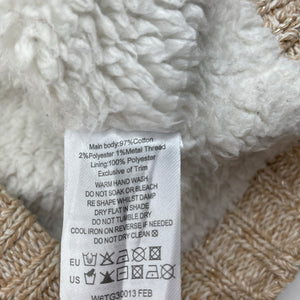 Main body:97%Cotton
2%Polyester 1%Metal Thread
Lining:100% Polyester
Exclusive of Trim
WARM HAND WASH
DO NOT SOAK OR BLEACH
RE SHAPE WHILST DAMP
DRY FLAT IN SHADE
DO NOT TUMBLE DRY
COOL IRON ON REVERSE IF NEEDED
DO NOT DRY CLEAN
EU
US
W8TG30013 FEB